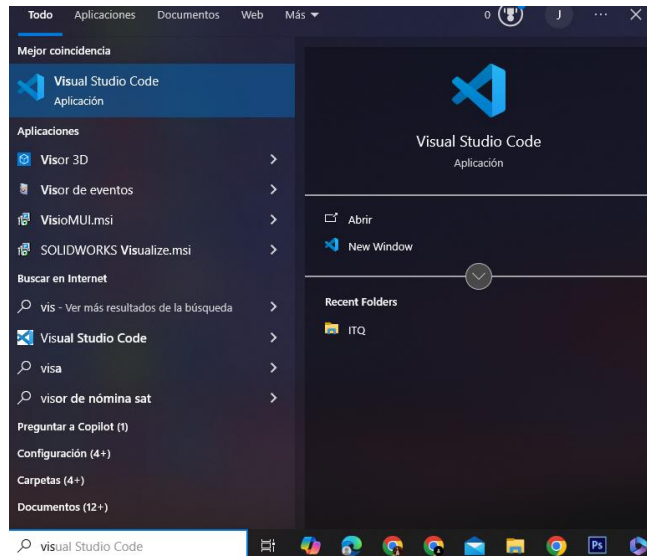 Todo Aplicaciones Documentos Web Más 0 J ...
Mejor coincidencia
Visual Studio Code
Aplicación
Aplicaciones
Visor 3D
Visor de eventos
VisioMUI.msi
SOLIDWORKS Visualize.msi
Buscar en Internet
vis - Ver más resultados de la búsqueda
Visual Studio Code
visa
visor de nómina sat
Preguntar a Copilot (1)
Configuración (4+)
Carpetas (4+)
Documentos (12+)
visual Studio Code
Visual Studio Code
Aplicación
Abrir
New Window
Recent Folders
ITQ
Ps